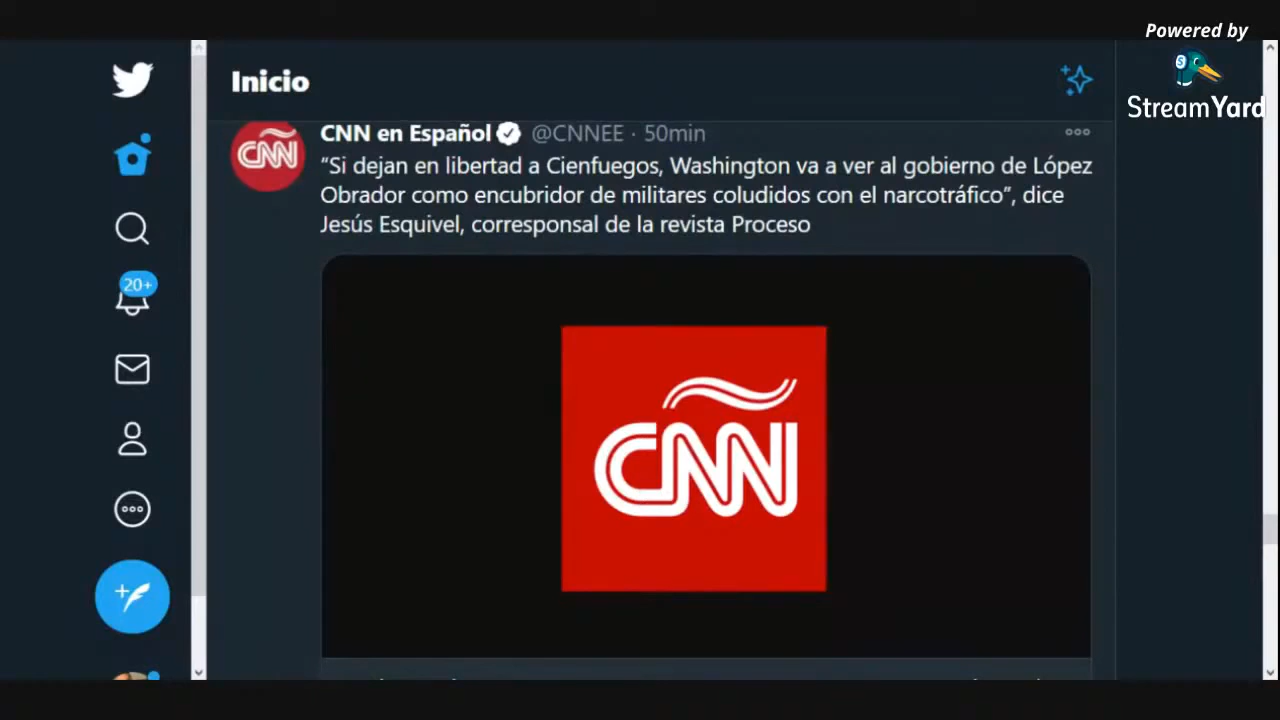 Powered by
StreamYard
Inicio
CNN en Español @CNNEE · 50min
“Si dejan en libertad a Cienfuegos, Washington va a ver al gobierno de López
Obrador como encubridor de militares coludidos con el narcotráfico”, dice
Jesús Esquivel, corresponsal de la revista Proceso
20+
CNN
CNN